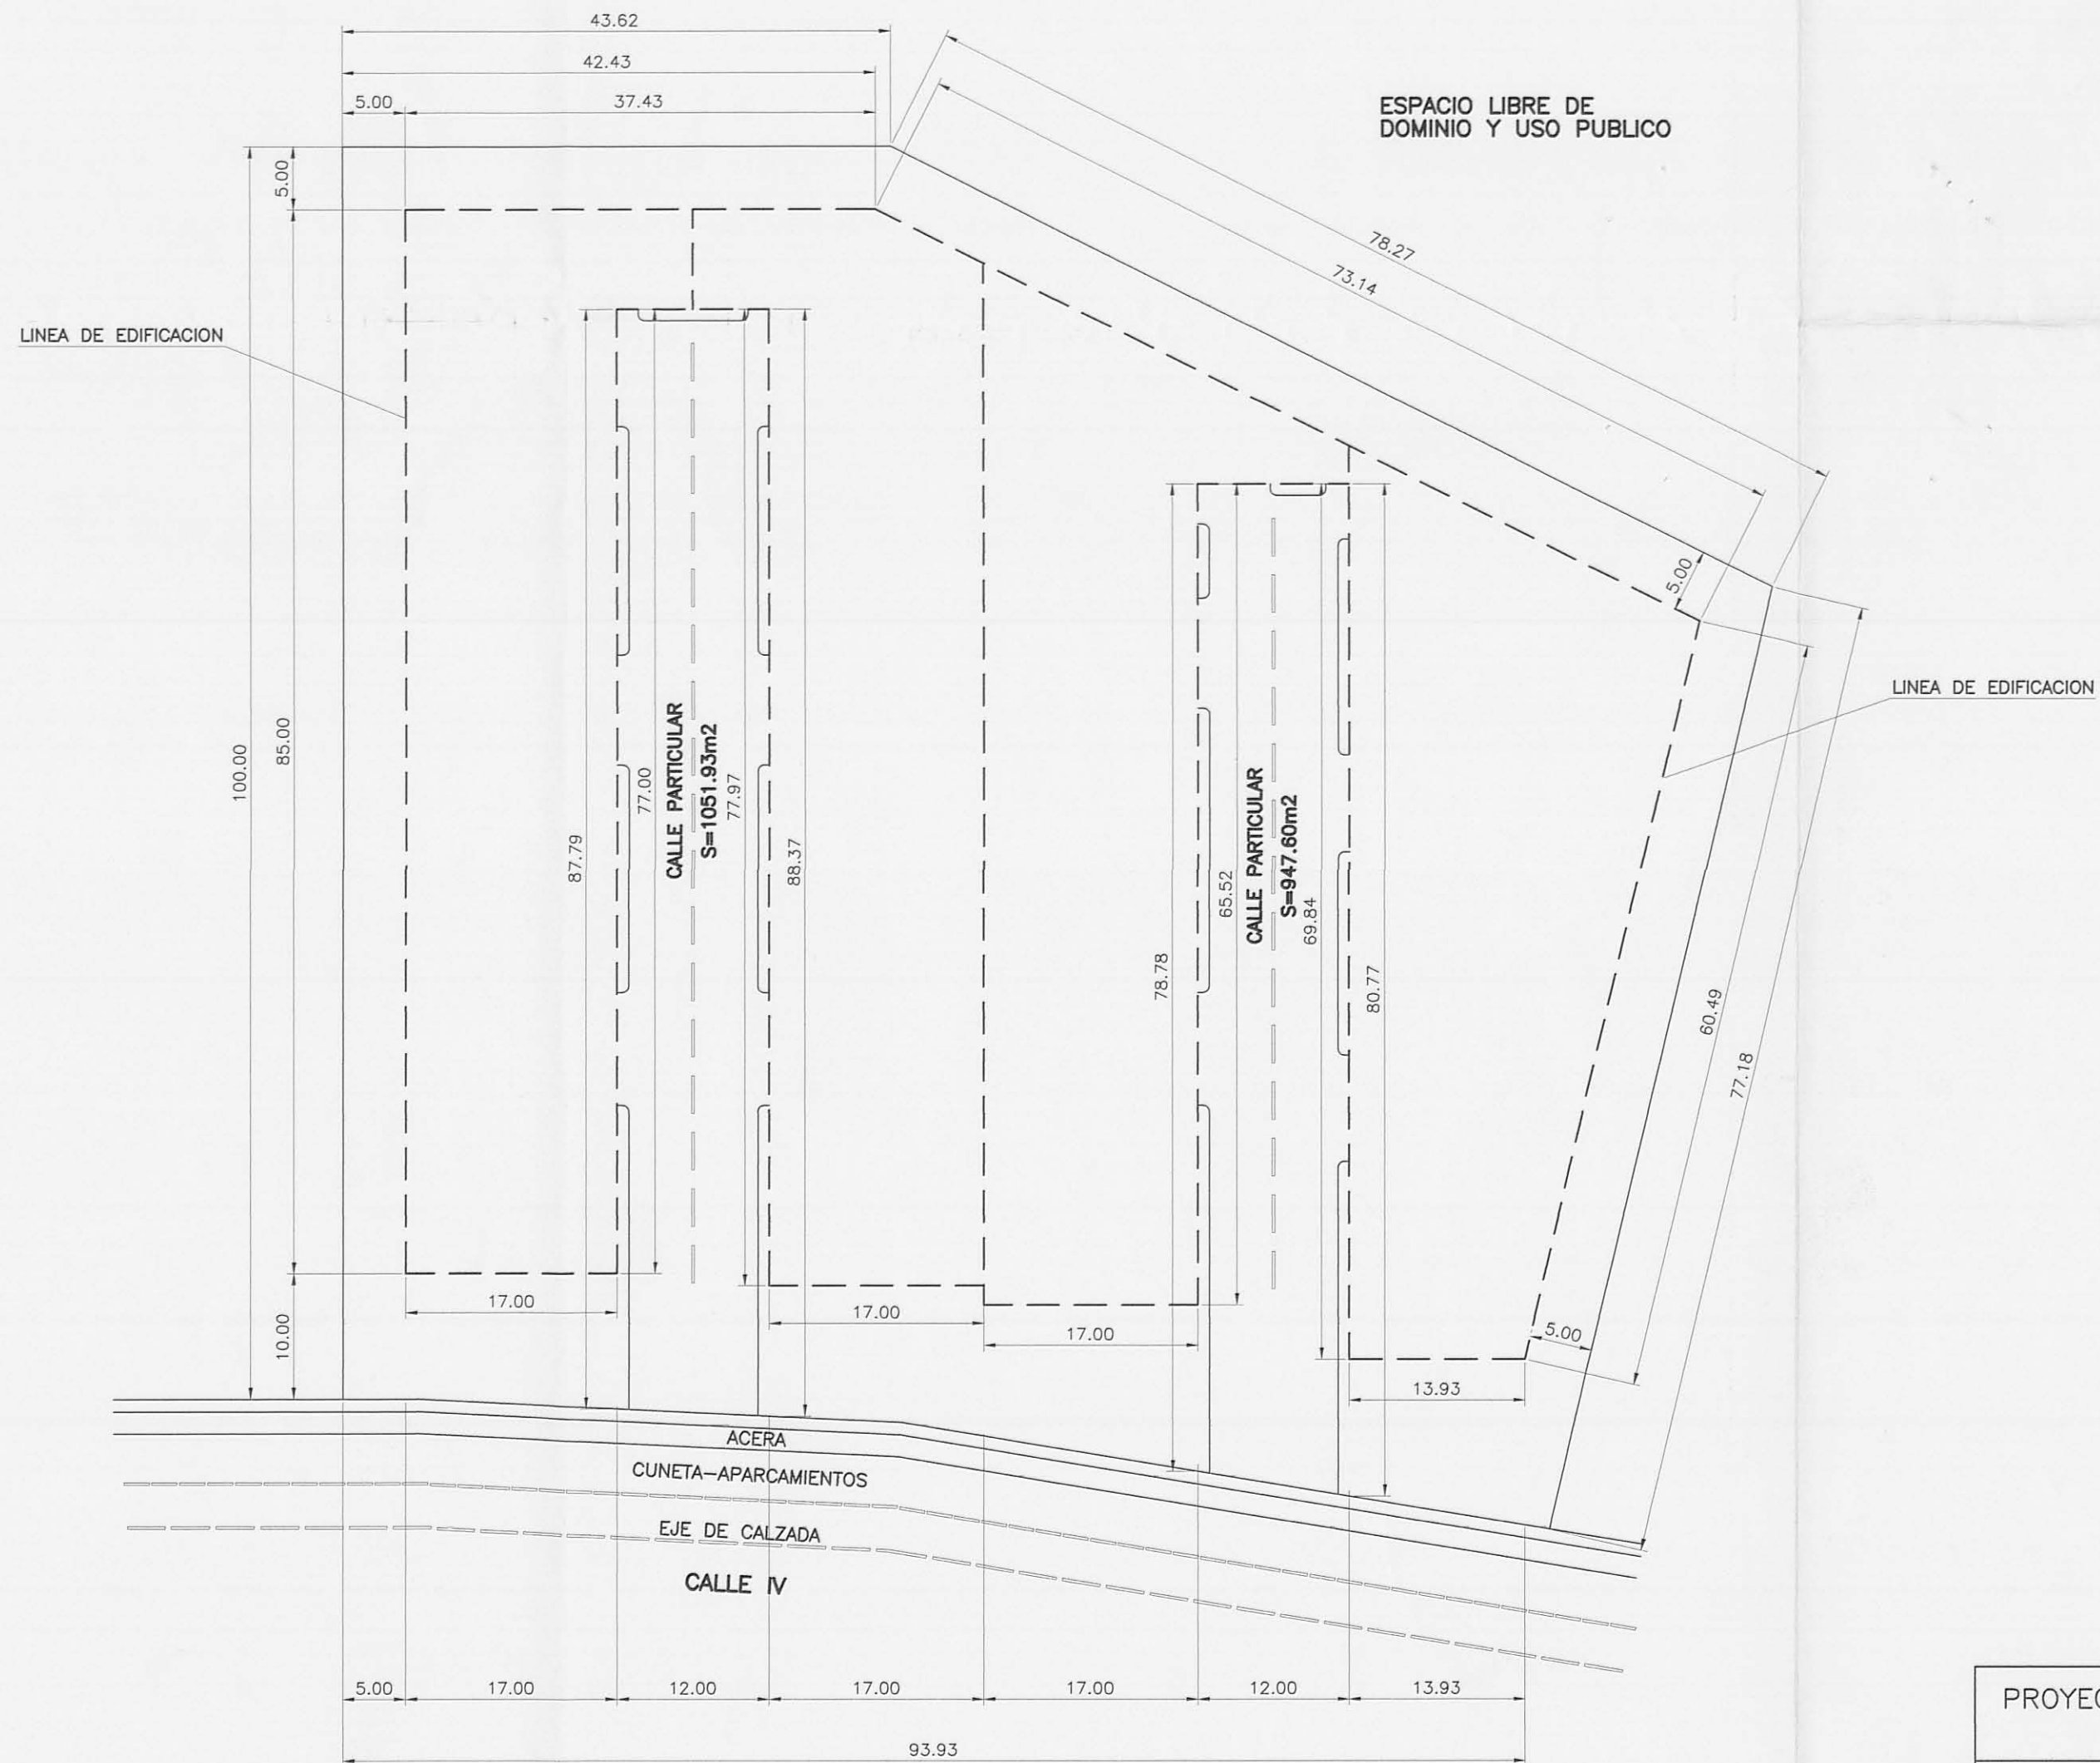 43.62
42.43
5.00
37.43
ESPACIO LIBRE DE
DOMINIO Y USO PUBLICO
5.00
78.27
73.14
LINEA DE EDIFICACION
5.00
LINEA DE EDIFICACION
100.00
85.00
87.79
77.00
CALLE PARTICULAR
S=1051.93m2
77.97
88.37
78.78
65.52
CALLE PARTICULAR
S=947.60m2
69.84
80.77
60.49
77.18
17.00
17.00
17.00
5.00
13.93
10.00
ACERA
CUNETA-APARCAMIENTOS
EJE DE CALZADA
CALLE IV
5.00
17.00
12.00
17.00
17.00
12.00
13.93
93.93